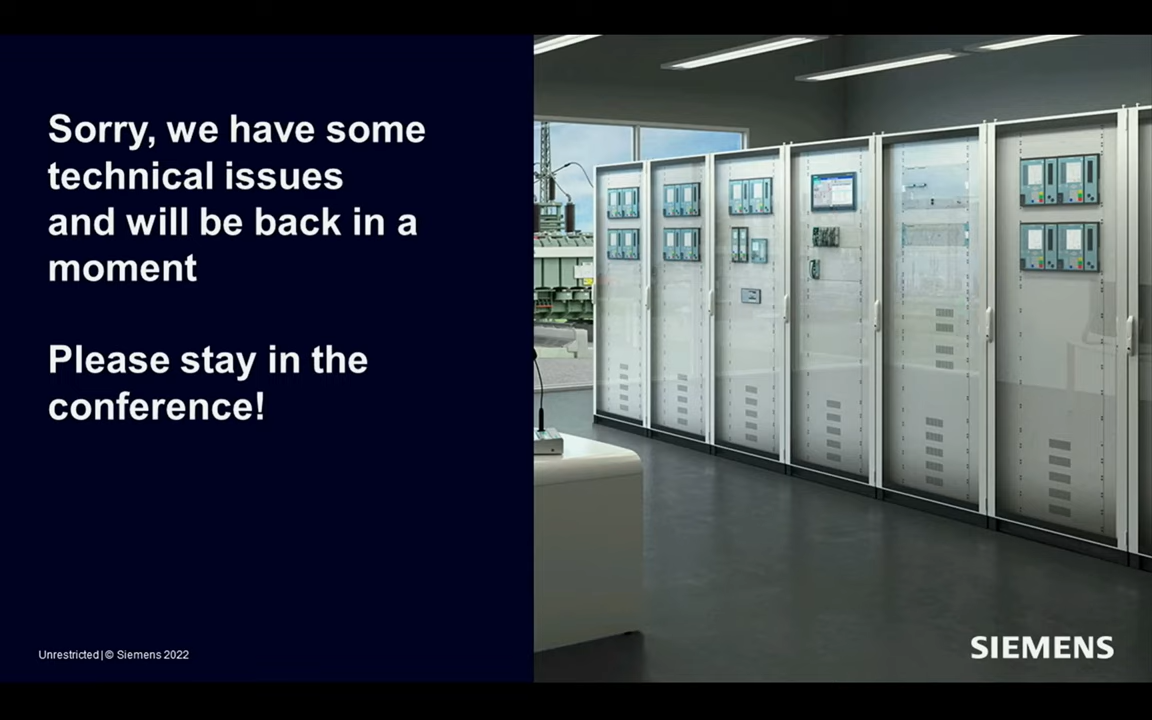 Sorry, we have some
technical issues
and will be back in a
moment
Please stay in the
conference!
Unrestricted | © Siemens 2022
SIEMENS